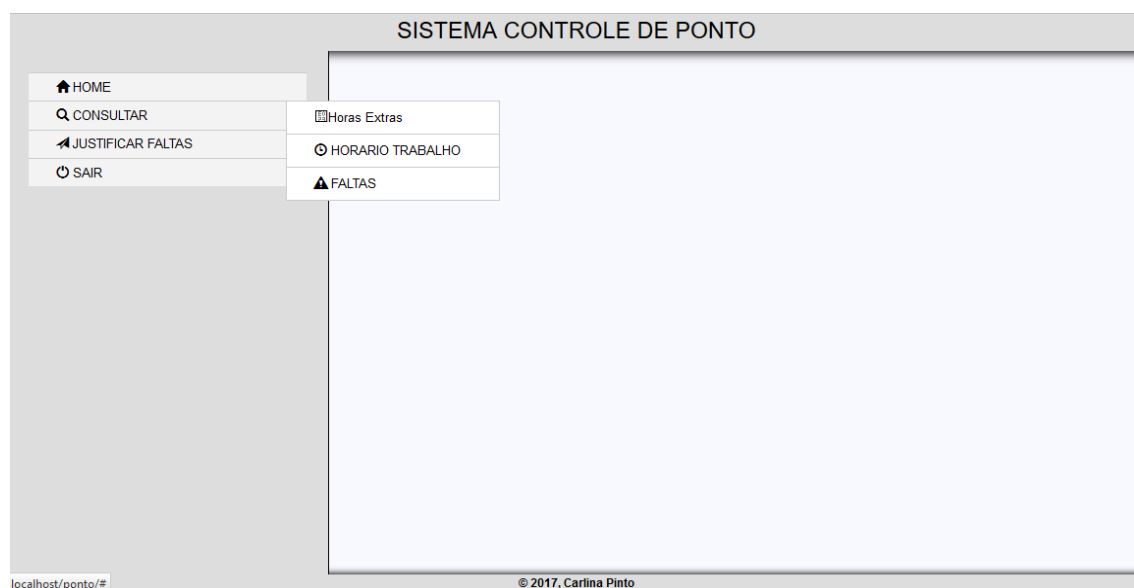 SISTEMA CONTROLE DE PONTO
HOME
CONSULTAR
JUSTIFICAR FALTAS
SAIR
Horas Extras
HORARIO TRABALHO
FALTAS
localhost/ponto/#
© 2017, Carlina Pinto